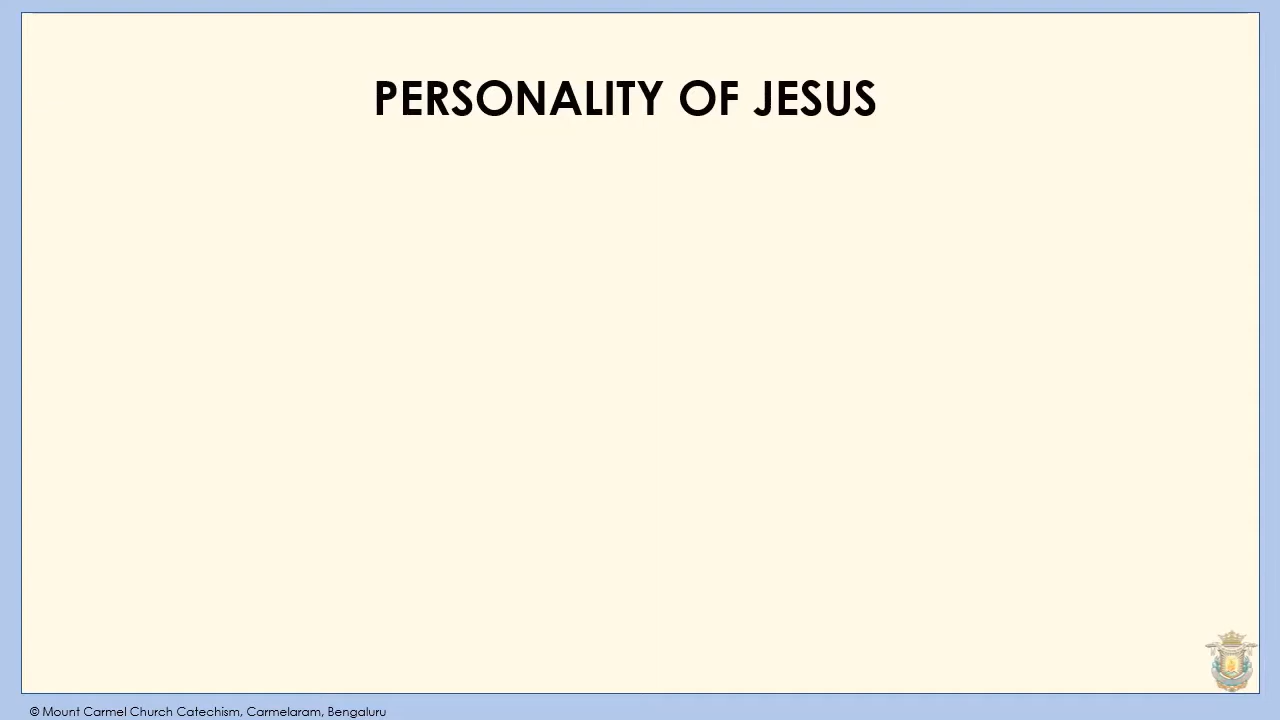 PERSONALITY OF JESUS
© Mount Carmel Church Catechism, Carmelaram, Bengaluru